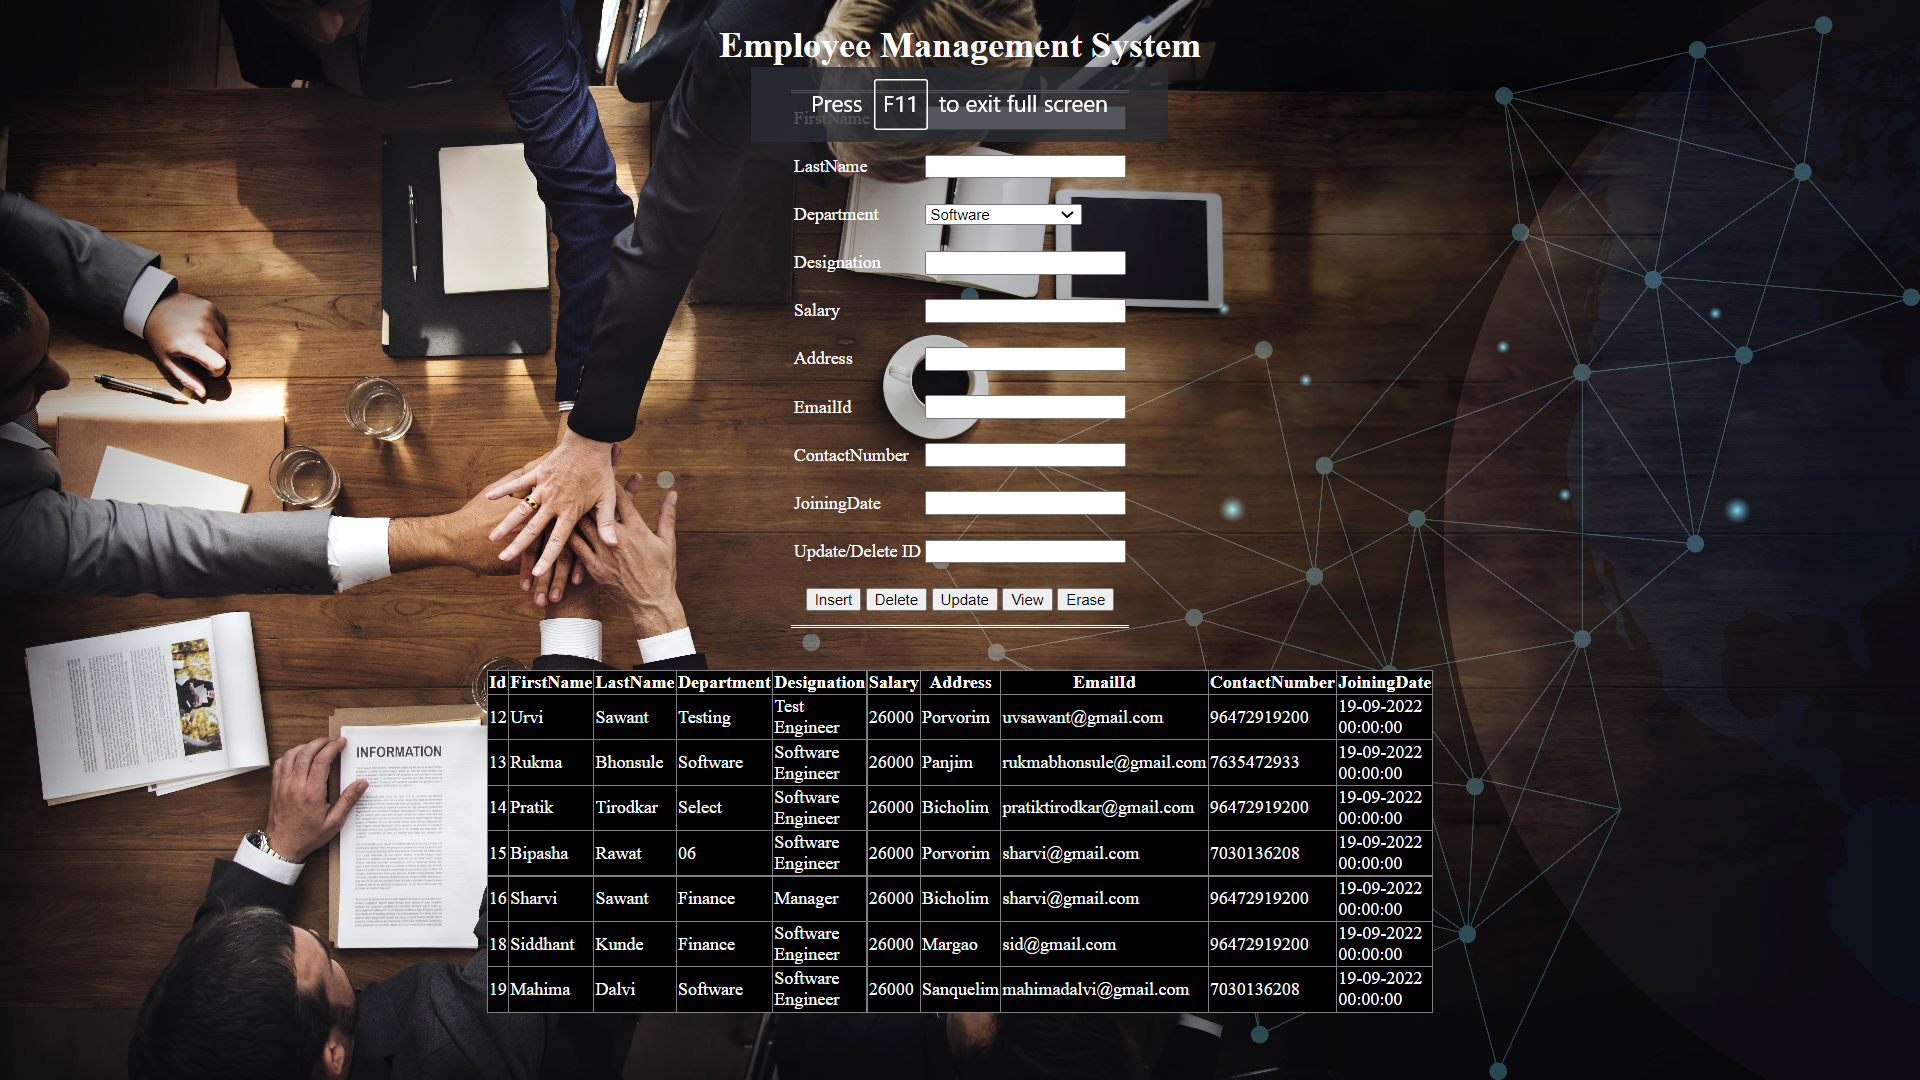 Employee Management System
Press F11 to exit full screen
FirstName
LastName
Department Software
Designation
Salary
Address
EmailId
ContactNumber
JoiningDate
Update/Delete ID
Insert Delete Update View Erase
INFORMATION
Id FirstName LastName Department Designation Salary Address EmailId ContactNumber JoiningDate
12 Urvi Sawant Testing Test Engineer 26000 Porvorim uvsawant@gmail.com 96472919200 19-09-2022 00:00:00
13 Rukma Bhonsule Software Software Engineer 26000 Panjim rukmabhonsule@gmail.com 7635472933 19-09-2022 00:00:00
14 Pratik Tirodkar Select Software Engineer 26000 Bicholim pratiktirodkar@gmail.com 96472919200 19-09-2022 00:00:00
15 Bipasha Rawat 06 Software Engineer 26000 Porvorim sharvi@gmail.com 7030136208 19-09-2022 00:00:00
16 Sharvi Sawant Finance Manager 26000 Bicholim sharvi@gmail.com 96472919200 19-09-2022 00:00:00
18 Siddhant Kunde Finance Software Engineer 26000 Margao sid@gmail.com 96472919200 19-09-2022 00:00:00
19 Mahima Dalvi Software Software Engineer 26000 Sanquelim mahimadalvi@gmail.com 7030136208 19-09-2022 00:00:00